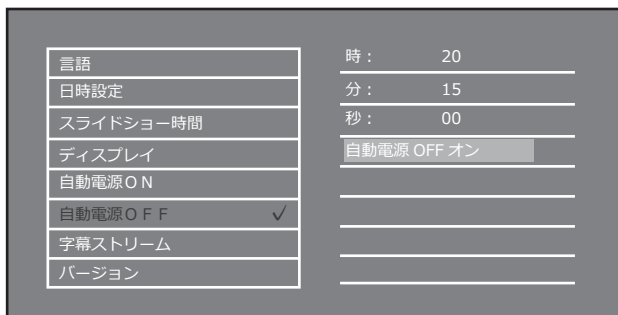 言語
日時設定
スライドショー時間
ディスプレイ
自動電源ＯＮ
自動電源ＯＦＦ ✓
字幕ストリーム
バージョン
時： 20
分： 15
秒： 00
自動電源 OFF オン